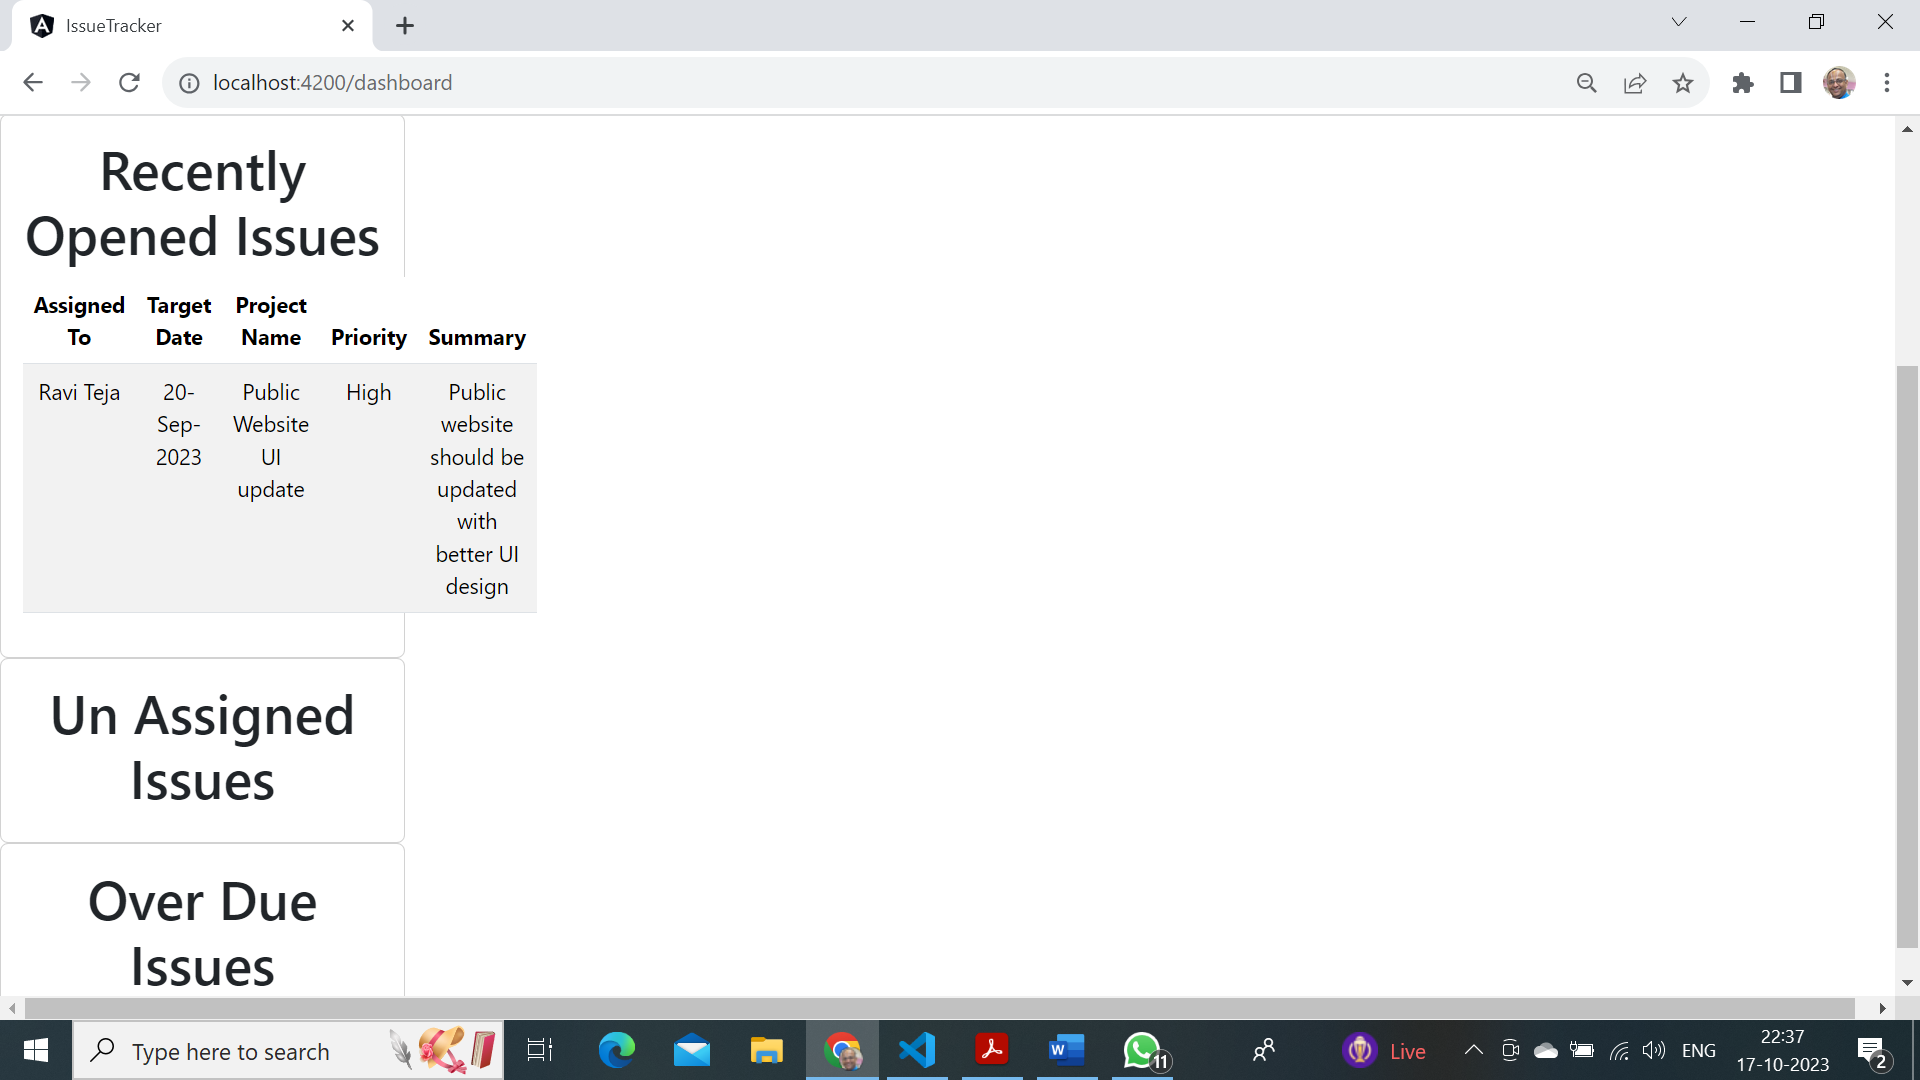 IssueTracker
localhost:4200/dashboard
Recently
Opened Issues
Assigned To Target Date Project Name Priority Summary
Ravi Teja 20-Sep-2023 Public Website UI update High Public website should be updated with better UI design
Un Assigned
Issues
Over Due
Issues
Type here to search
W
11
Live
ENG
22:37
17-10-2023
2